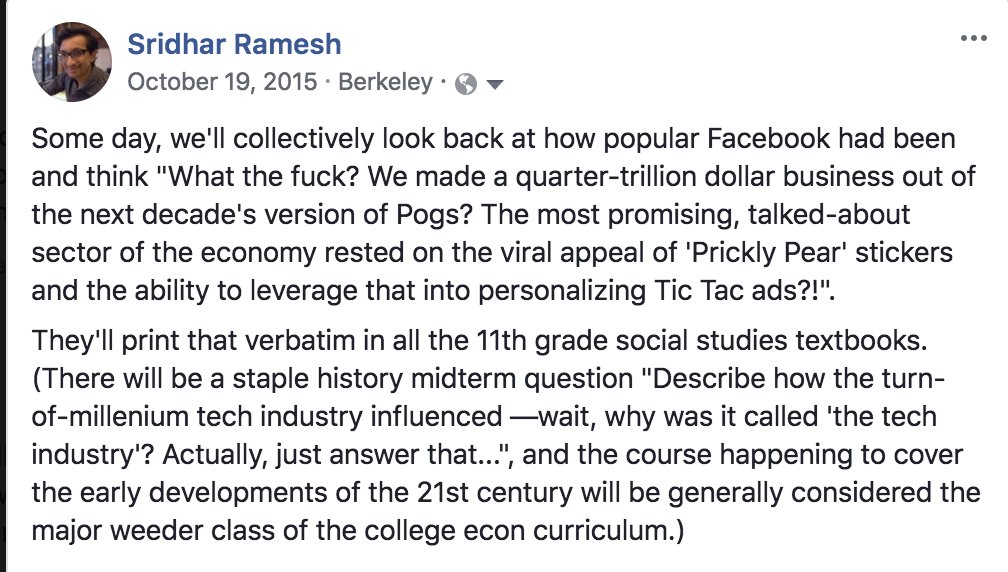 Sridhar Ramesh
October 19, 2015 · Berkeley ·
Some day, we'll collectively look back at how popular Facebook had been
and think "What the fuck? We made a quarter-trillion dollar business out of
the next decade's version of Pogs? The most promising, talked-about
sector of the economy rested on the viral appeal of 'Prickly Pear' stickers
and the ability to leverage that into personalizing Tic Tac ads?!".
They'll print that verbatim in all the 11th grade social studies textbooks.
(There will be a staple history midterm question "Describe how the turn-
of-millenium tech industry influenced —wait, why was it called 'the tech
industry'? Actually, just answer that...", and the course happening to cover
the early developments of the 21st century will be generally considered the
major weeder class of the college econ curriculum.)